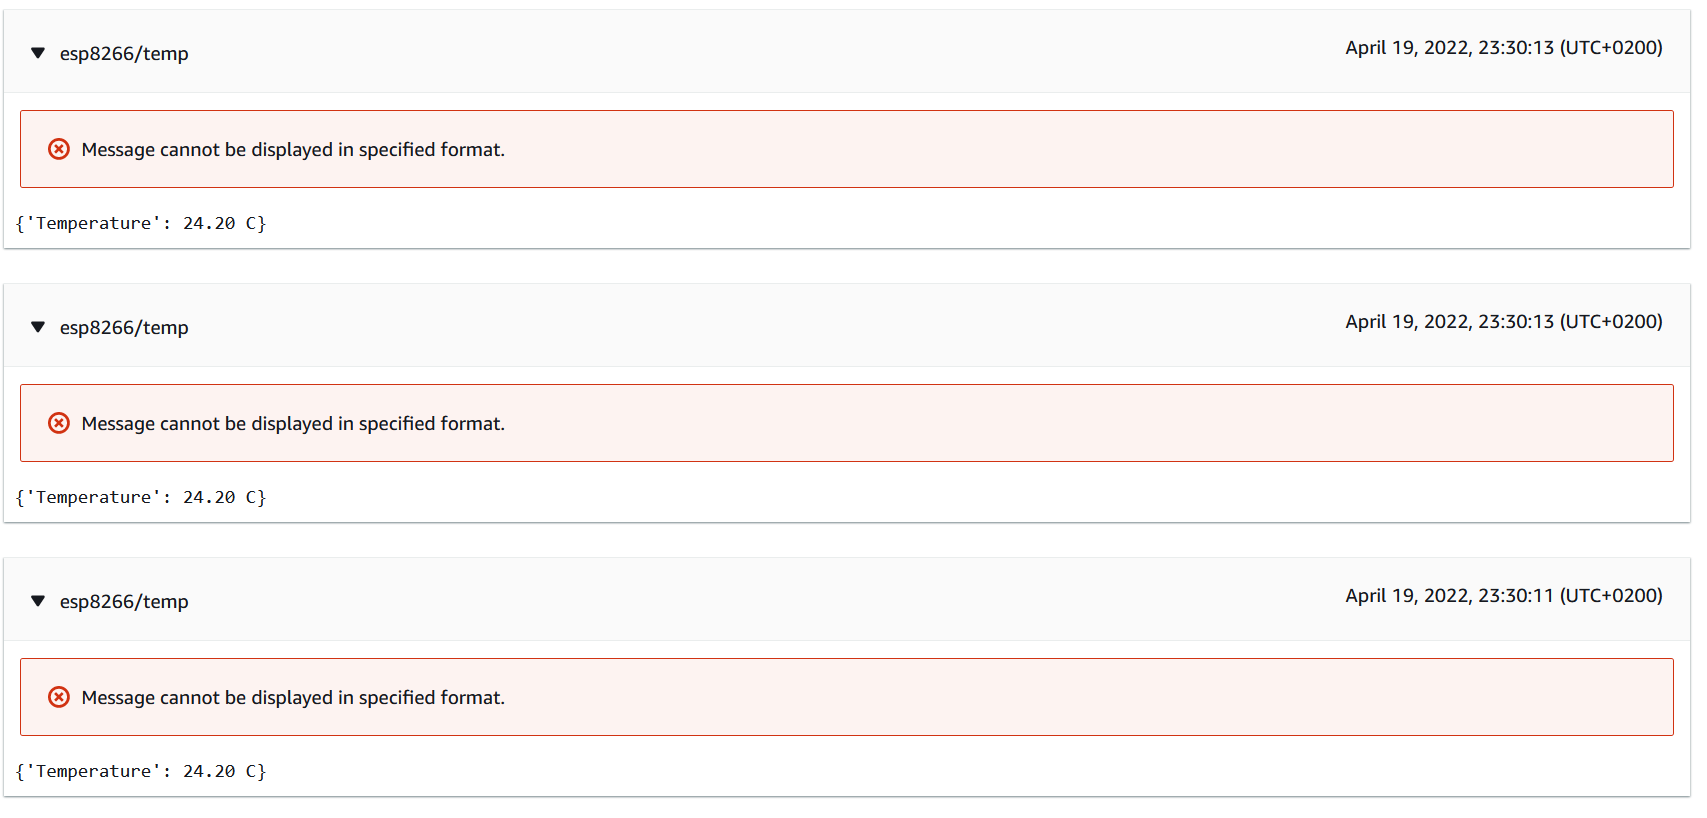 esp8266/temp
April 19, 2022, 23:30:13 (UTC+0200)
Message cannot be displayed in specified format.
{'Temperature': 24.20 C}
esp8266/temp
April 19, 2022, 23:30:13 (UTC+0200)
Message cannot be displayed in specified format.
{'Temperature': 24.20 C}
esp8266/temp
April 19, 2022, 23:30:11 (UTC+0200)
Message cannot be displayed in specified format.
{'Temperature': 24.20 C}